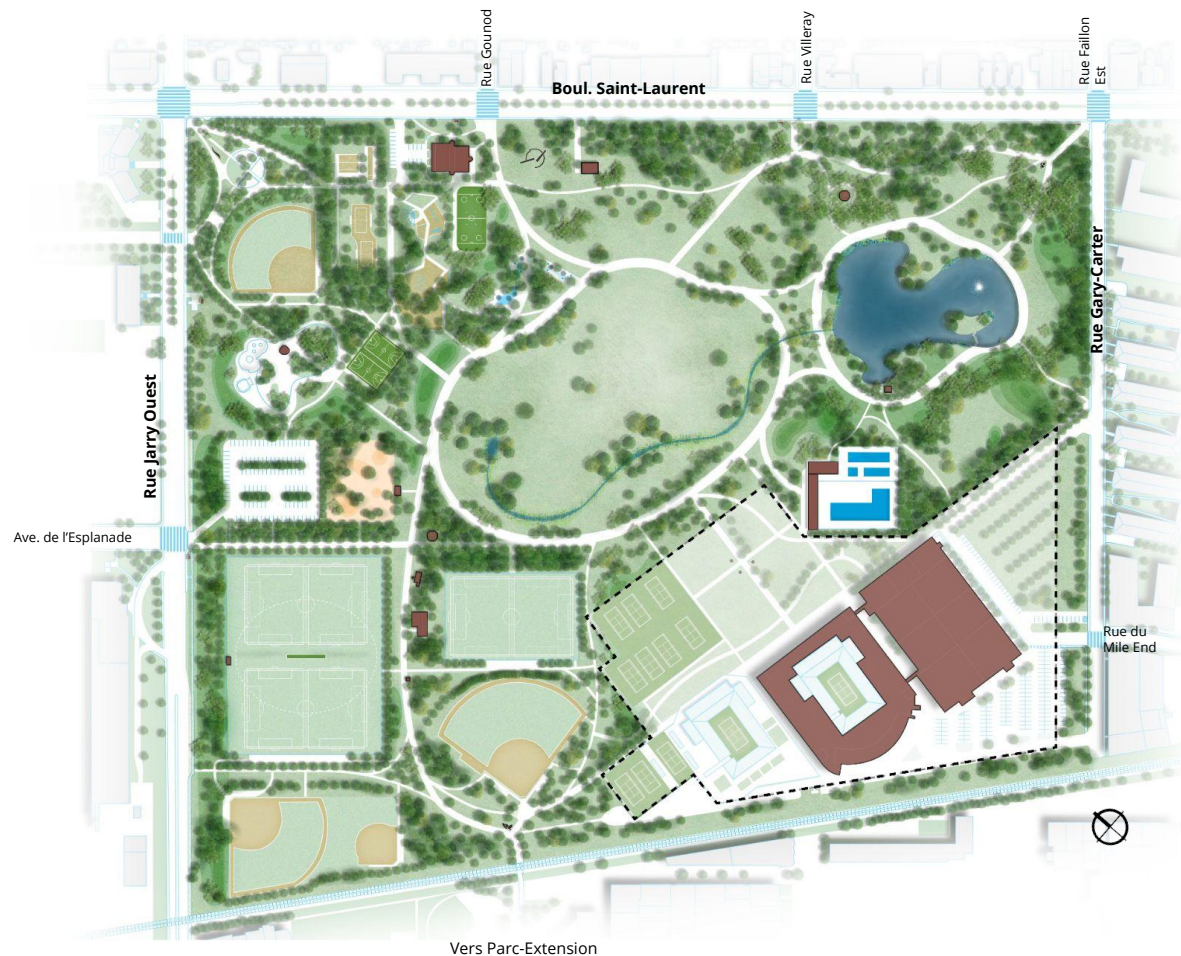 Rue Gounod
Rue Villeray
Rue Faillon
Est
Boul. Saint-Laurent
Rue Gary-Carter
Rue Jarry Ouest
Ave. de l’Esplanade
Rue du
Mile End
Vers Parc-Extension